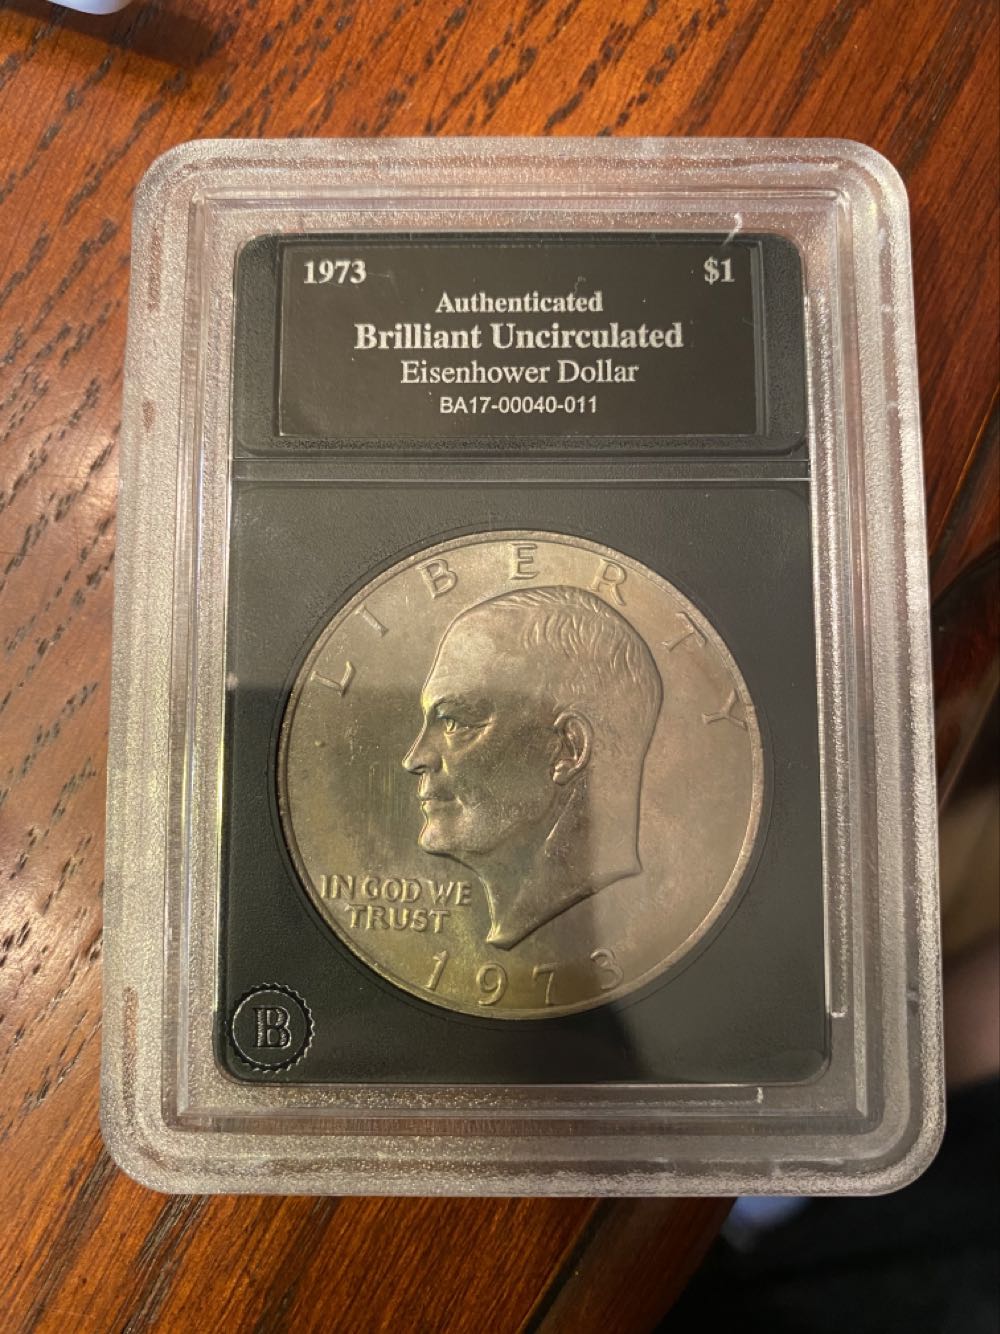 1973 $1
Authenticated
Brilliant Uncirculated
Eisenhower Dollar
BA17-00040-011
LIBERTY
IN GOD WE
TRUST
1973
B